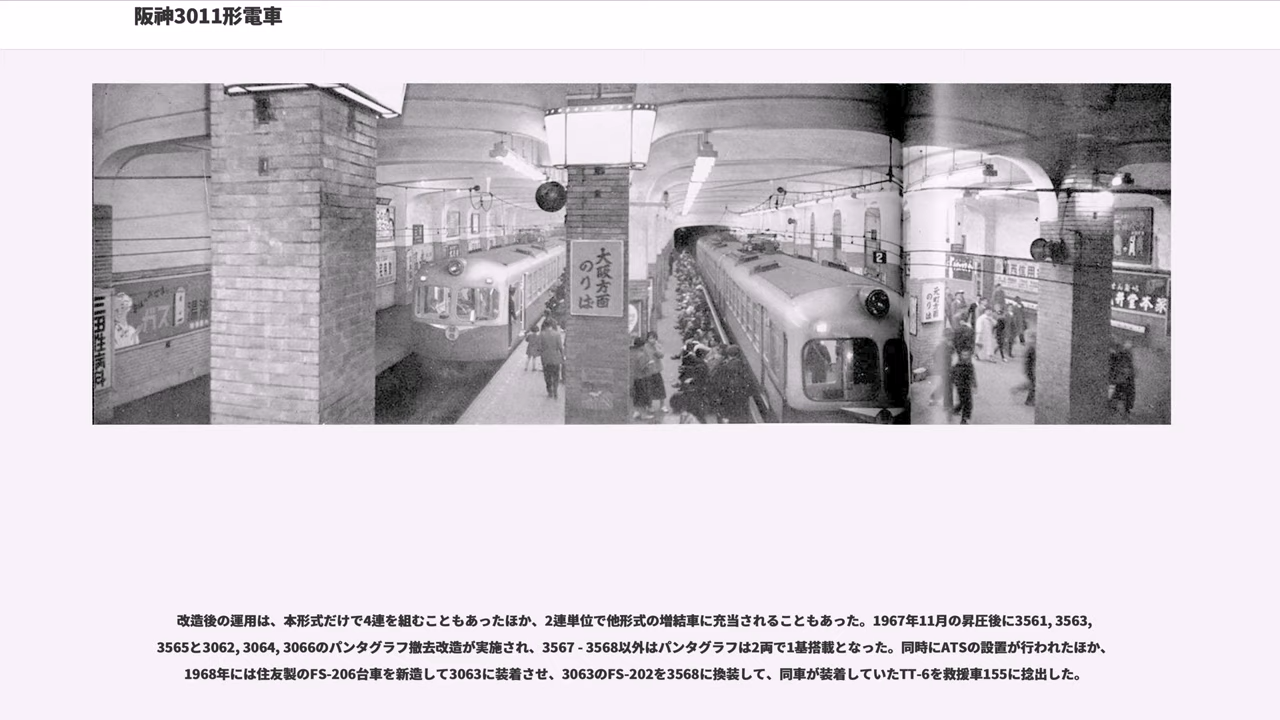 阪神3011形電車
大阪方面
のりば
2
元町方面
のりば
ガス
改造後の運用は、本形式だけで4連を組むこともあったほか、2連単位で他形式の増結車に充当されることもあった。1967年11月の昇圧後に3561, 3563,
3565と3062, 3064, 3066のパンタグラフ撤去改造が実施され、3567 - 3568以外はパンタグラフは2両で1基搭載となった。同時にATSの設置が行われたほか、
1968年には住友製のFS-206台車を新造して3063に装着させ、3063のFS-202を3568に換装して、同車が装着していたTT-6を救援車155に捻出した。